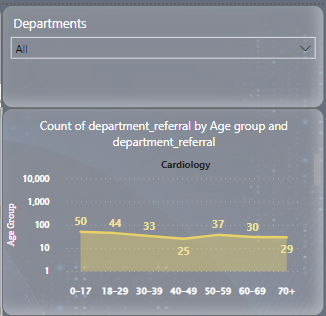 Departments
All
Count of department_referral by Age group and
department_referral
Cardiology
10,000
1,000
100
10
1
Age Group
50 44 33 25 37 30 29
0–17 18–29 30–39 40–49 50–59 60–69 70+